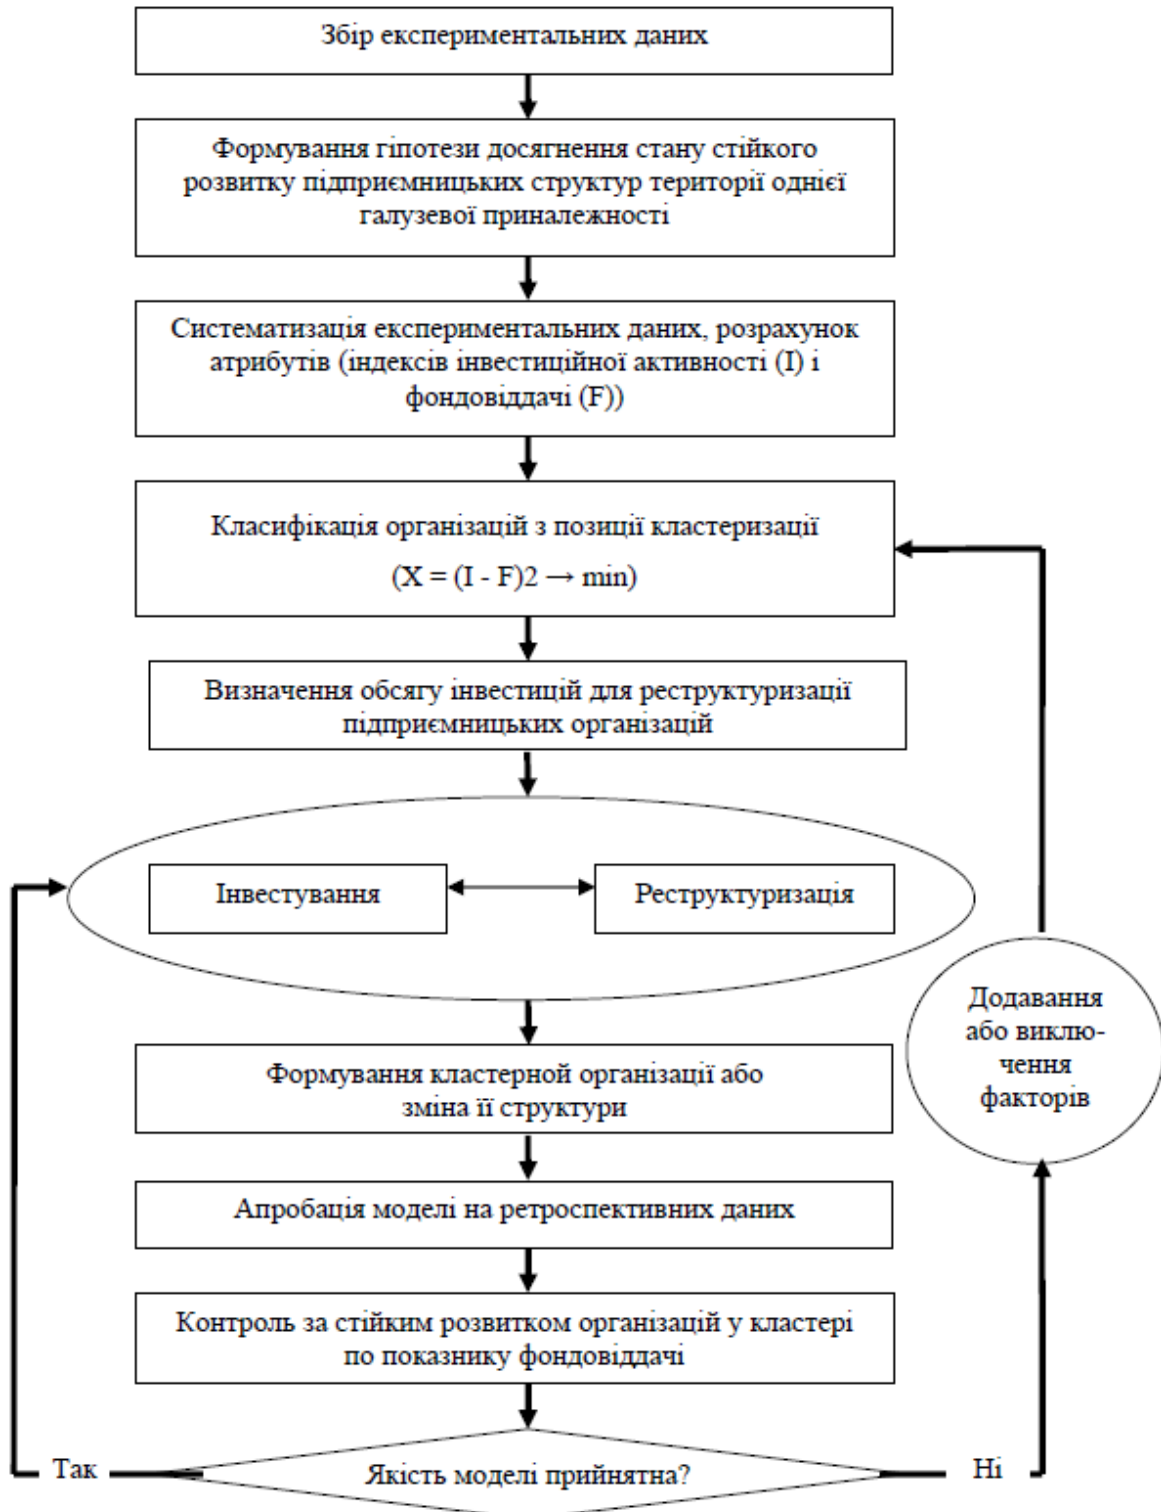 Збір експериментальних даних
Формування гіпотези досягнення стану стійкого
розвитку підприємницьких структур території однієї
галузевої приналежності
Систематизація експериментальних даних, розрахунок
атрибутів (індексів інвестиційної активності (I) і
фондовіддачі (F))
Класифікація організацій з позиції кластеризації
(X = (I - F)2 → min)
Визначення обсягу інвестицій для реструктуризації
підприємницьких організацій
Інвестування
Реструктуризація
Додавання
або виклю-
чення
факторів
Формування кластерної організації або
зміна її структури
Апробація моделі на ретроспективних даних
Контроль за стійким розвитком організацій у кластері
по показнику фондовіддачі
Так
Якість моделі прийнятна?
Ні